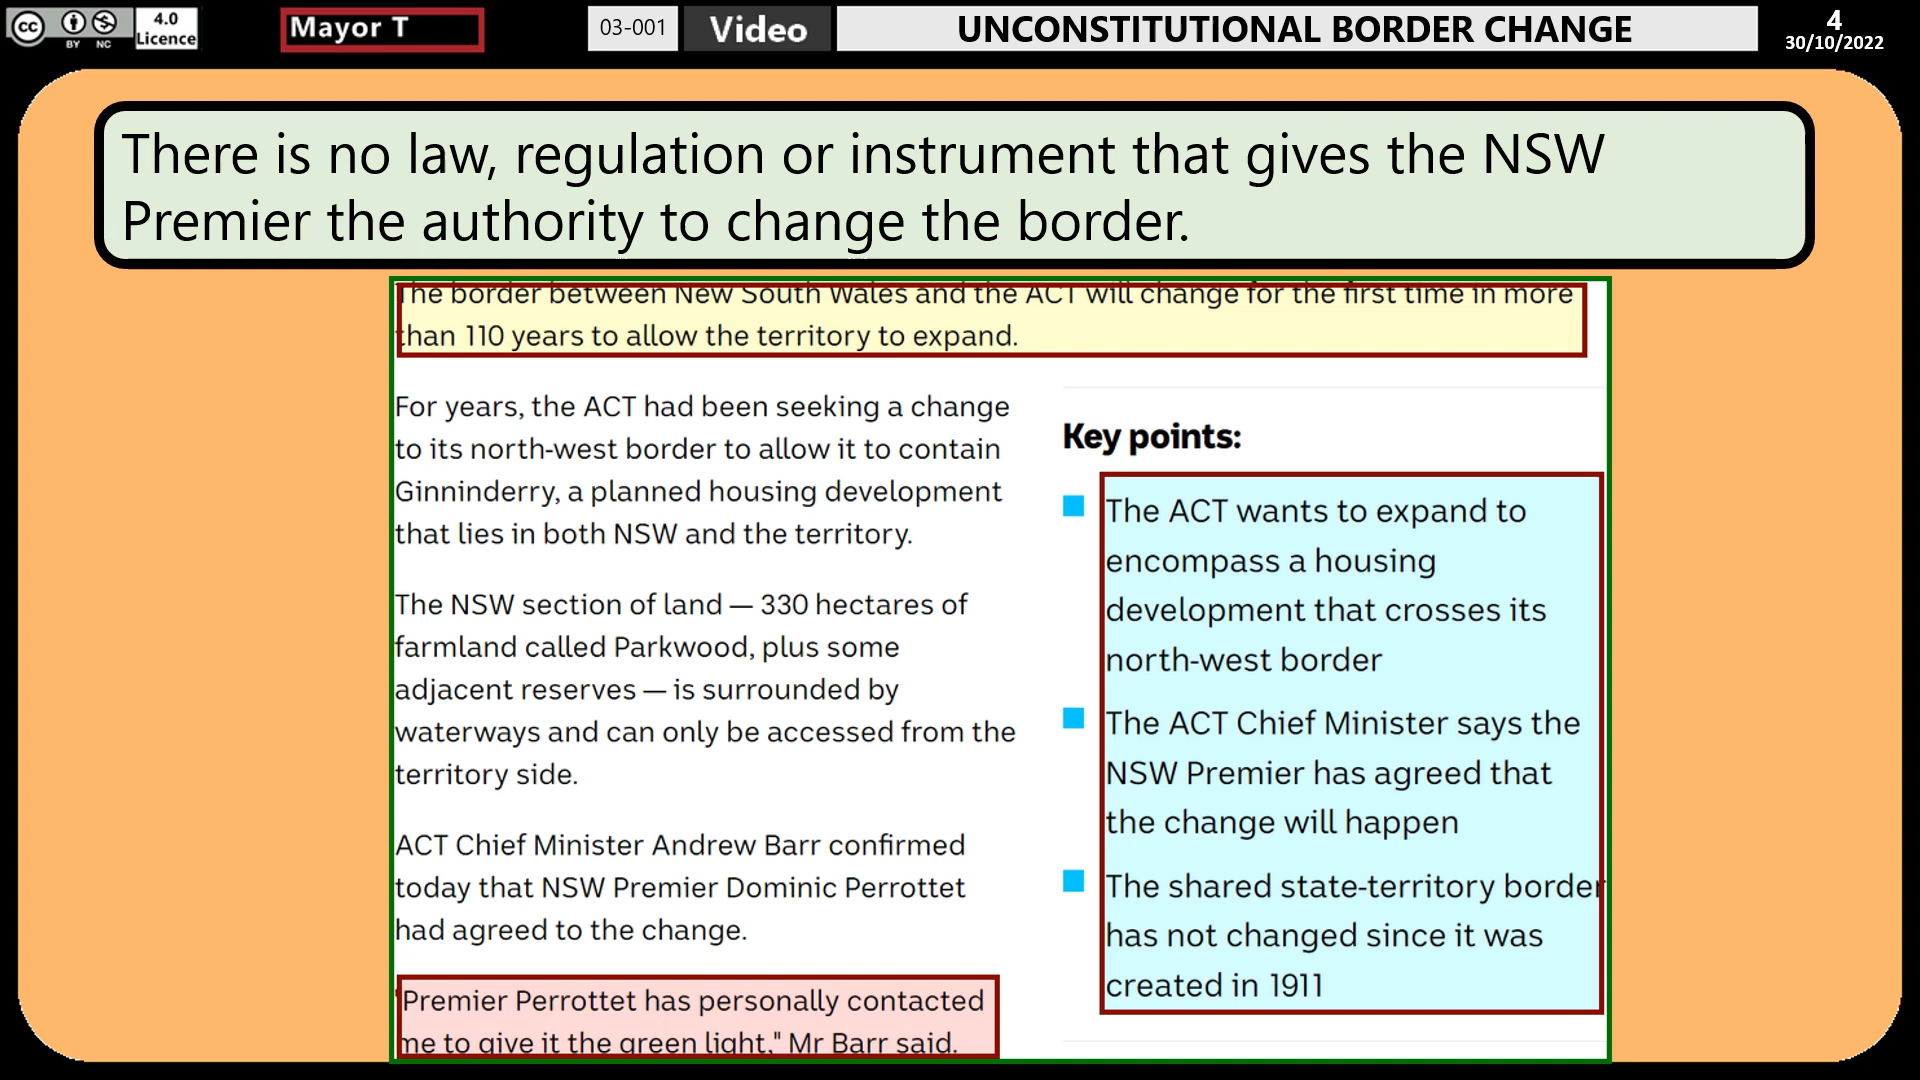 CC BY NC 4.0 Licence
Mayor T
03-001
Video
UNCONSTITUTIONAL BORDER CHANGE
4
30/10/2022
There is no law, regulation or instrument that gives the NSW
Premier the authority to change the border.
The border between New South Wales and the ACT will change for the first time in more
than 110 years to allow the territory to expand.
For years, the ACT had been seeking a change
to its north-west border to allow it to contain
Ginninderry, a planned housing development
that lies in both NSW and the territory.
The NSW section of land — 330 hectares of
farmland called Parkwood, plus some
adjacent reserves — is surrounded by
waterways and can only be accessed from the
territory side.
ACT Chief Minister Andrew Barr confirmed
today that NSW Premier Dominic Perrottet
had agreed to the change.
"Premier Perrottet has personally contacted
me to give it the green light," Mr Barr said.
Key points:
The ACT wants to expand to
encompass a housing
development that crosses its
north-west border
The ACT Chief Minister says the
NSW Premier has agreed that
the change will happen
The shared state-territory border
has not changed since it was
created in 1911